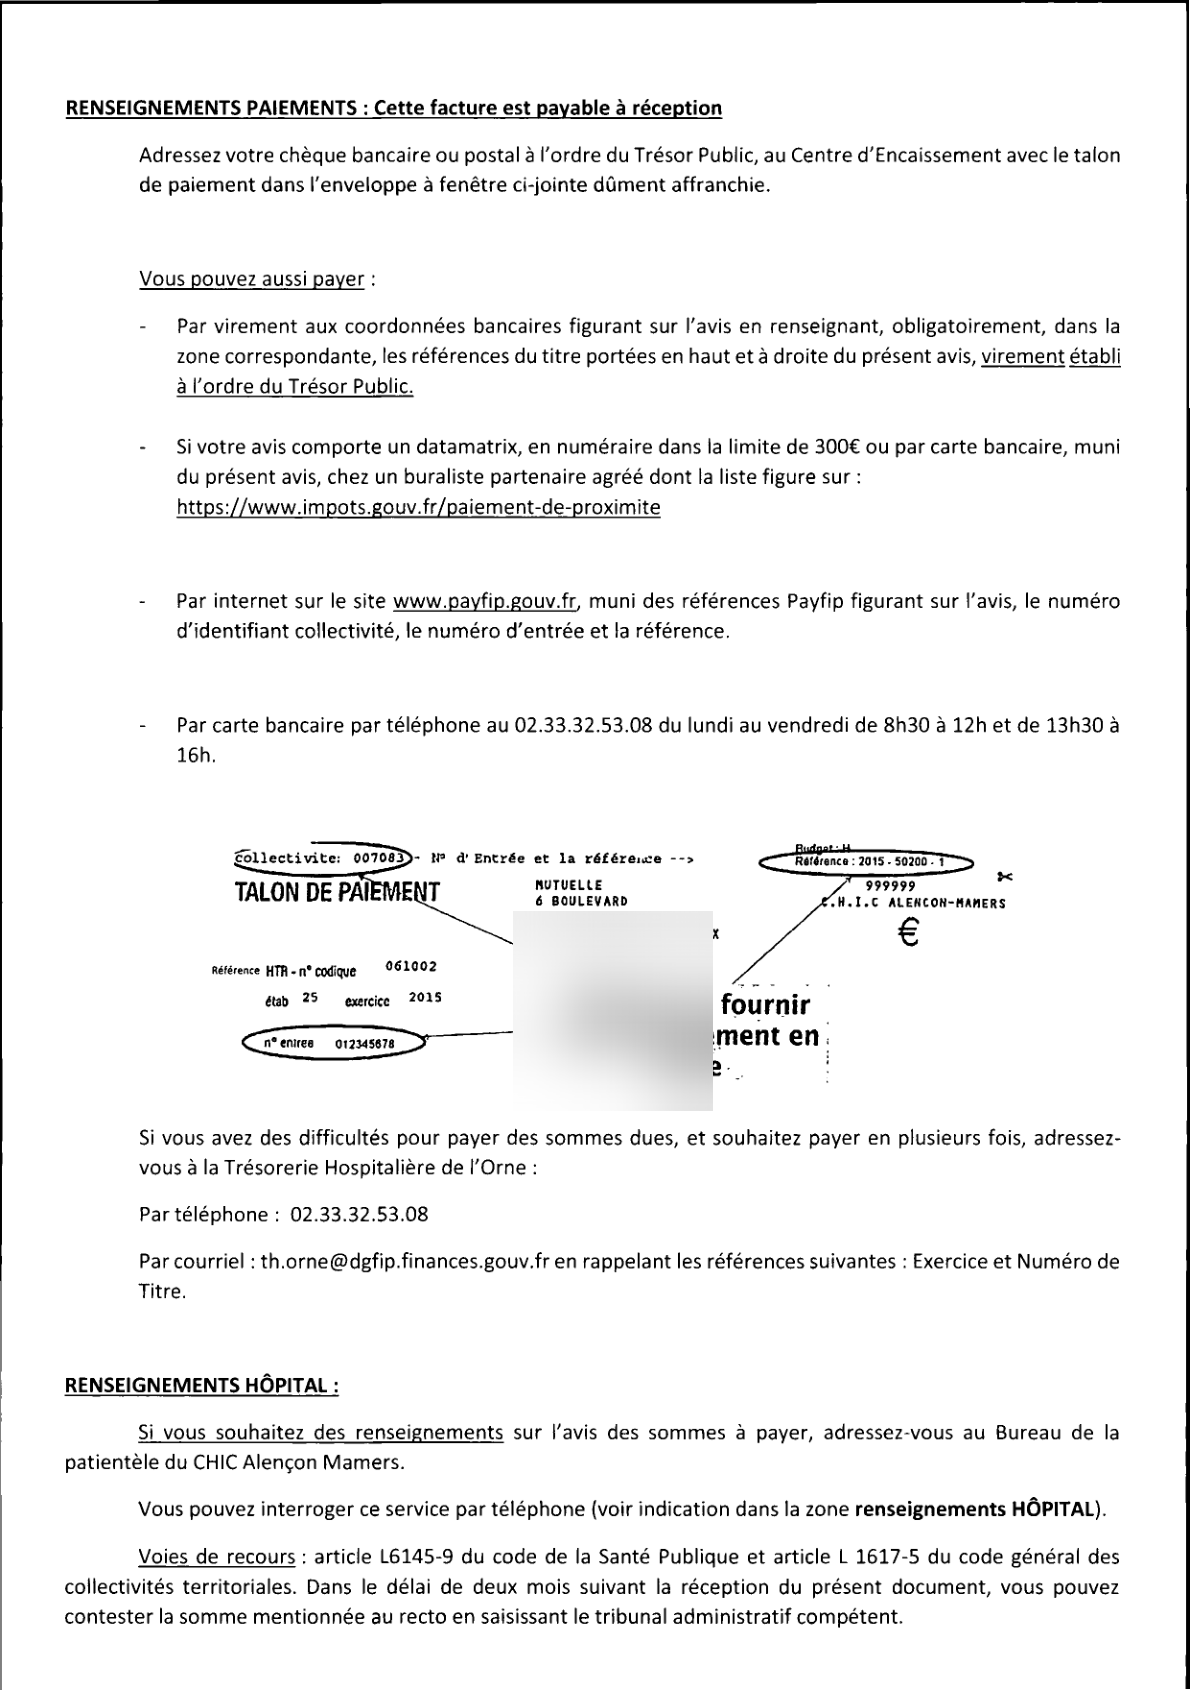 RENSEIGNEMENTS PAIEMENTS : Cette facture est payable à réception
Adressez votre chèque bancaire ou postal à l'ordre du Trésor Public, au Centre d'Encaissement avec le talon
de paiement dans l'enveloppe à fenêtre ci-jointe dûment affranchie.
Vous pouvez aussi payer :
- Par virement aux coordonnées bancaires figurant sur l'avis en renseignant, obligatoirement, dans la
zone correspondante, les références du titre portées en haut et à droite du présent avis, virement établi
à l'ordre du Trésor Public.
- Si votre avis comporte un datamatrix, en numéraire dans la limite de 300€ ou par carte bancaire, muni
du présent avis, chez un buraliste partenaire agréé dont la liste figure sur :
https://www.impots.gouv.fr/paiement-de-proximite
- Par internet sur le site www.payfip.gouv.fr, muni des références Payfip figurant sur l'avis, le numéro
d'identifiant collectivité, le numéro d'entrée et la référence.
- Par carte bancaire par téléphone au 02.33.32.53.08 du lundi au vendredi de 8h30 à 12h et de 13h30 à
16h.
Budget : H
collectivite: 007083 - N° d' Entrée et la référence -->
Référence : 2015 - 50200 - 1
TALON DE PAIEMENT
MUTUELLE
999999
6 BOULEVARD
C.H.I.C ALENCON-MAMERS
X
€
Référence HTR - n° codique 061002
étab 25 exercice 2015
fournir
n° entree 012345678
ment en
e
Si vous avez des difficultés pour payer des sommes dues, et souhaitez payer en plusieurs fois, adressez-
vous à la Trésorerie Hospitalière de l'Orne :
Par téléphone : 02.33.32.53.08
Par courriel : th.orne@dgfip.finances.gouv.fr en rappelant les références suivantes : Exercice et Numéro de
Titre.
RENSEIGNEMENTS HÔPITAL :
Si vous souhaitez des renseignements sur l'avis des sommes à payer, adressez-vous au Bureau de la
patientèle du CHIC Alençon Mamers.
Vous pouvez interroger ce service par téléphone (voir indication dans la zone renseignements HÔPITAL).
Voies de recours : article L6145-9 du code de la Santé Publique et article L 1617-5 du code général des
collectivités territoriales. Dans le délai de deux mois suivant la réception du présent document, vous pouvez
contester la somme mentionnée au recto en saisissant le tribunal administratif compétent.